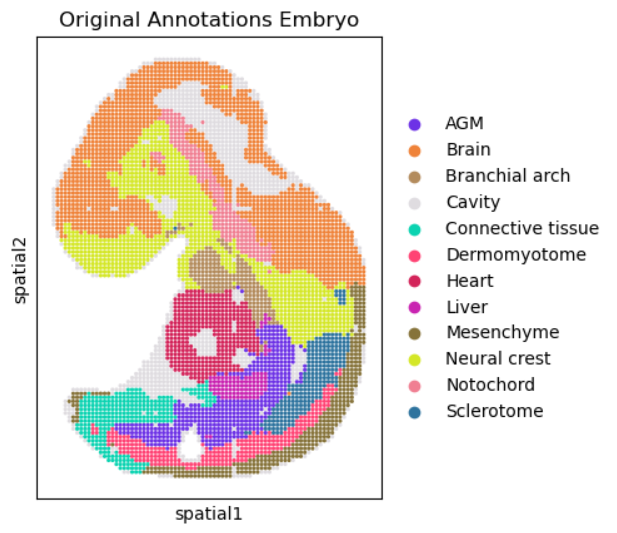 Original Annotations Embryo
spatial2
AGM
Brain
Branchial arch
Cavity
Connective tissue
Dermomyotome
Heart
Liver
Mesenchyme
Neural crest
Notochord
Sclerotome
spatial1